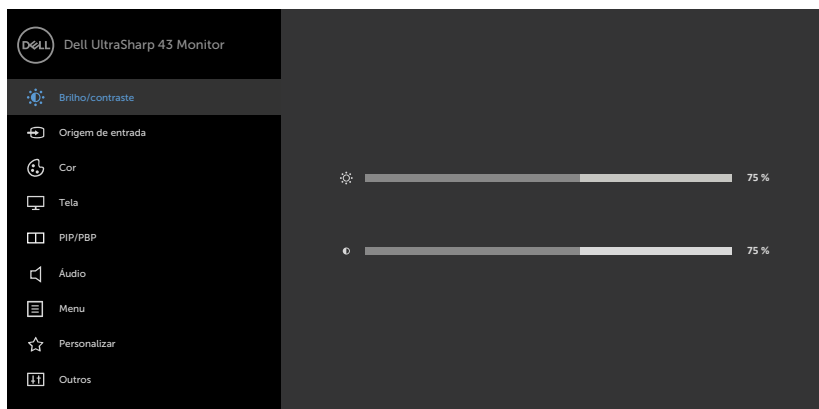 DELL Dell UltraSharp 43 Monitor
Brilho/contraste
Origem de entrada
Cor
Tela
PIP/PBP
Áudio
Menu
Personalizar
Outros
75 %
75 %